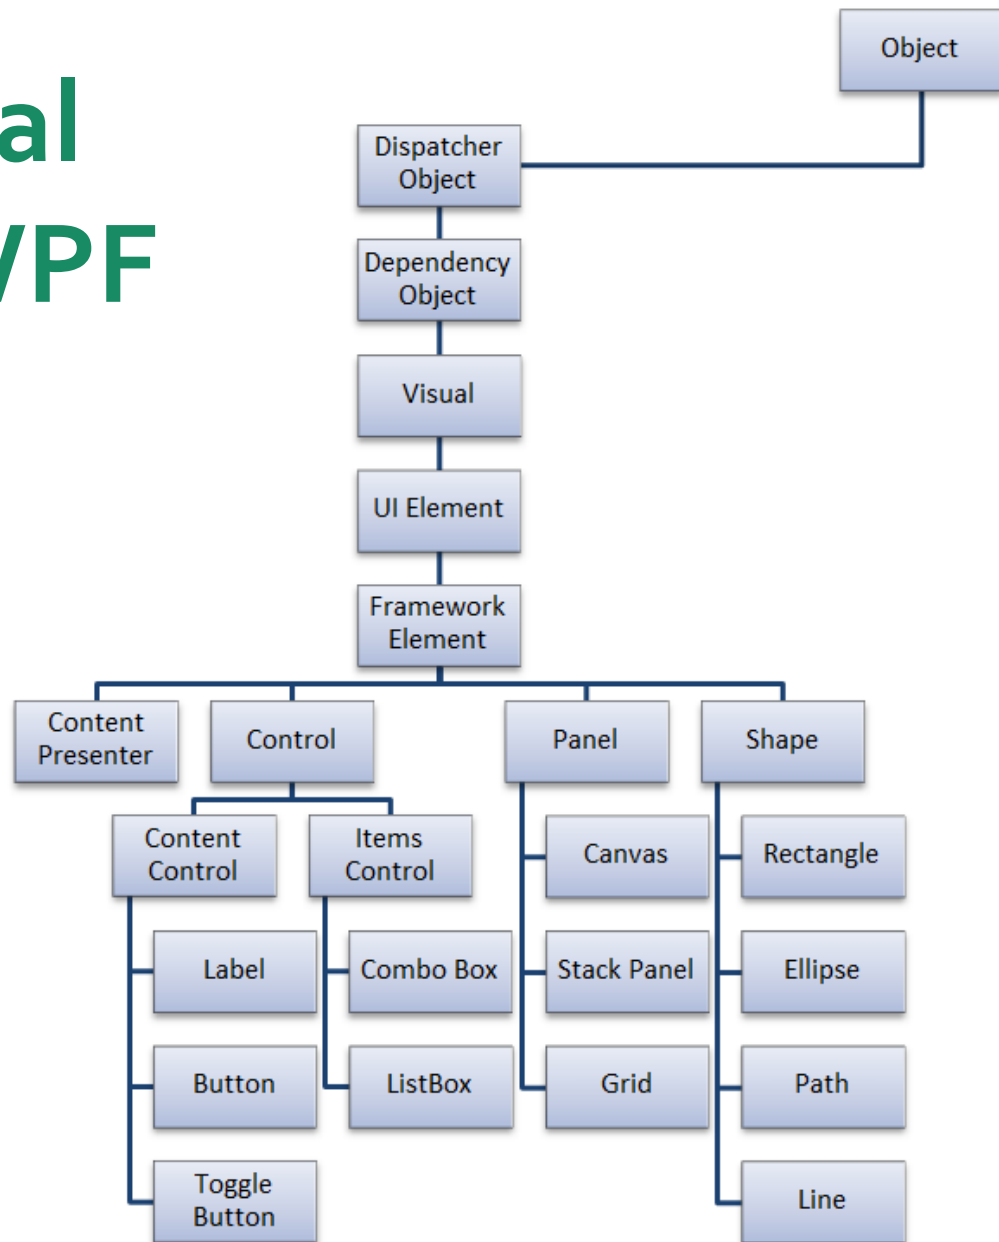 al
WPF
Object
Dispatcher
Object
Dependency
Object
Visual
UI Element
Framework
Element
Content
Presenter
Control
Panel
Shape
Content
Control
Items
Control
Canvas
Rectangle
Label
Combo Box
Stack Panel
Ellipse
Button
ListBox
Grid
Path
Toggle
Button
Line